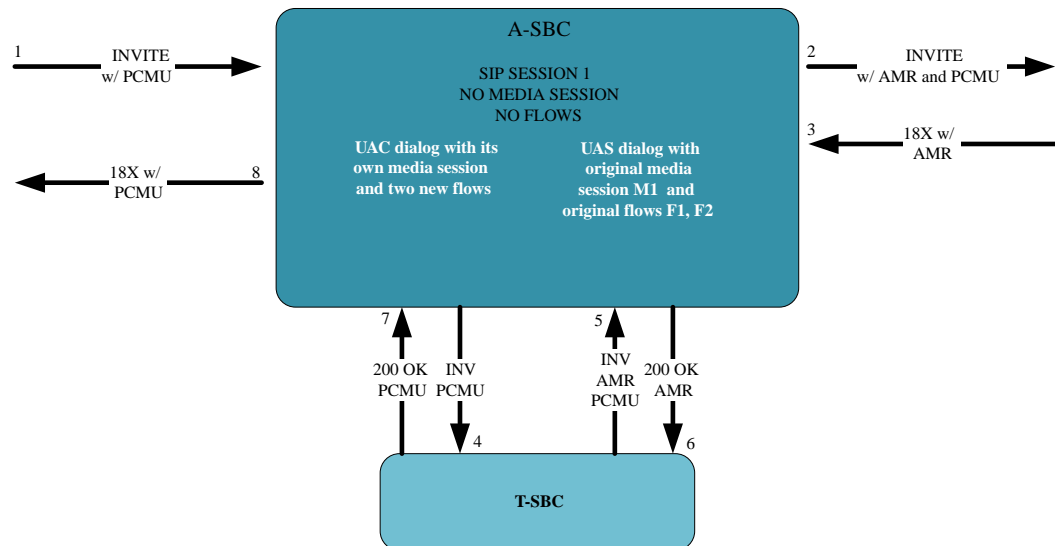 A-SBC
1
INVITE
w/ PCMU
2
INVITE
w/ AMR and PCMU
SIP SESSION 1
NO MEDIA SESSION
NO FLOWS
3
18X w/
AMR
UAC dialog with its
own media session
and two new flows
UAS dialog with
original media
session M1 and
original flows F1, F2
18X w/
PCMU
8
7
5
200 OK
PCMU
INV
PCMU
INV
AMR
PCMU
200 OK
AMR
4
6
T-SBC